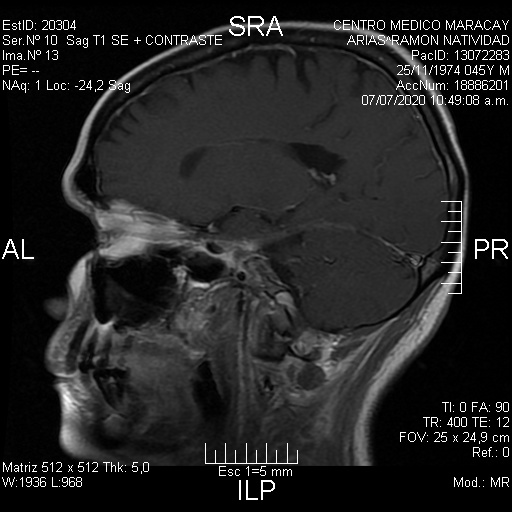 EstID: 20304
Ser.Nº 10 Sag T1 SE + CONTRASTE
Ima.Nº 13
PE= --
NAq: 1 Loc: -24,2 Sag
SRA
CENTRO MEDICO MARACAY
ARIAS^RAMON NATIVIDAD
PacID: 13072283
25/11/1974 045Y M
AccNum: 18886201
07/07/2020 10:49:08 a.m.
AL
PR
TI: 0 FA: 90
TR: 400 TE: 12
FOV: 25 x 24,9 cm
Ref.: 0
Matriz 512 x 512 Thk: 5,0
W:1936 L:968
Esc 1=5 mm
ILP
Mod.: MR